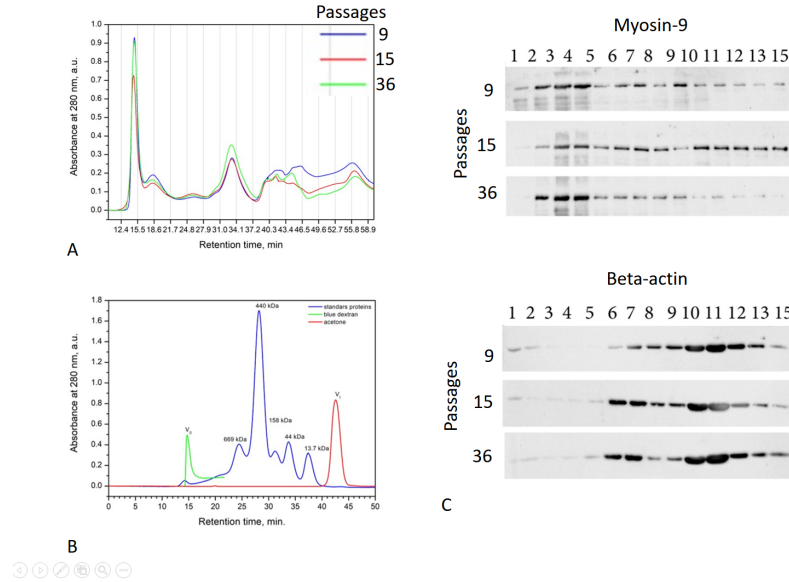 Passages
9
15
36
Absorbance at 280 nm, a.u.
1.0
0.9
0.8
0.7
0.6
0.5
0.4
0.3
0.2
0.1
0.0
12.4 15.5 18.6 21.7 24.8 27.9 31.0 34.1 37.2 40.3 43.4 46.5 49.6 52.7 55.8 58.9
Retention time, min
A
Absorbance at 280 nm, a.u.
1.8
1.6
1.4
1.2
1.0
0.8
0.6
0.4
0.2
0.0
standars proteins
blue dextran
acetone
440 kDa
V
669 kDa
158 kDa
44 kDa
13.7 kDa
V
0 5 10 15 20 25 30 35 40 45 50
Retention time, min.
B
Myosin-9
1 2 3 4 5 6 7 8 9 10 11 12 13 15
Passages
9
15
36
Beta-actin
1 2 3 4 5 6 7 8 9 10 11 12 13 15
Passages
9
15
36
C